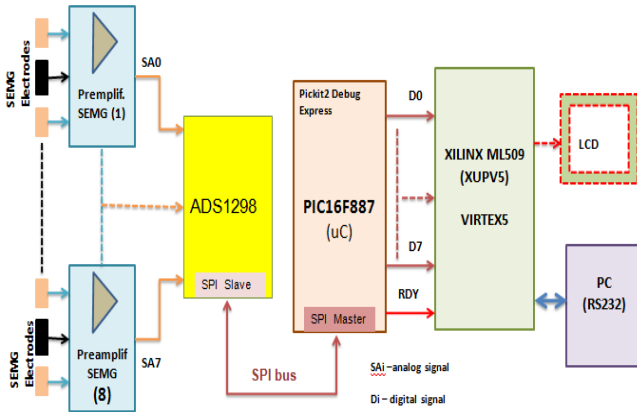 SEMG
Electrodes
Premplif.
SEMG (1)
SA0
ADS1298
SPI Slave
Pickit2 Debug
Express
PIC16F887
(uC)
SPI Master
D0
D7
RDY
XILINX ML509
(XUPV5)
VIRTEX5
LCD
PC
(RS232)
SEMG
Electrodes
Preamplif
SEMG
(8)
SA7
SPI bus
SAi –analog signal
Di – digital signal